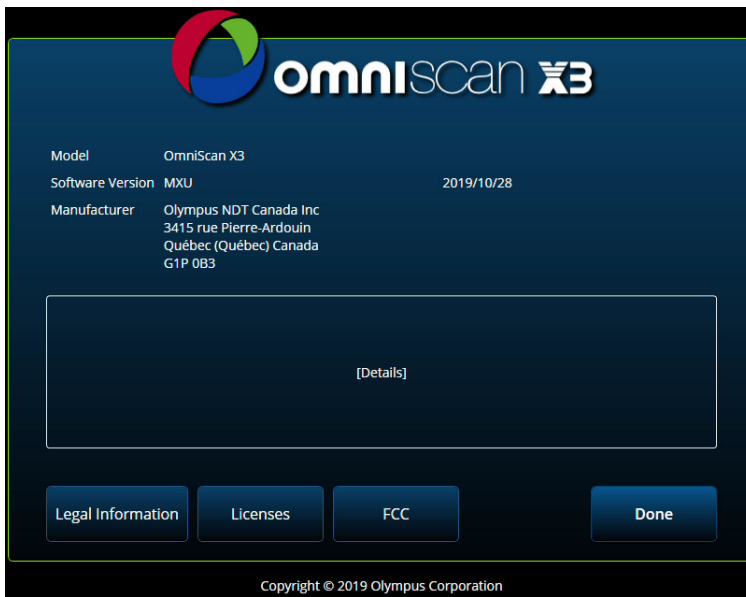 omniscan X3
Model OmniScan X3
Software Version MXU 2019/10/28
Manufacturer Olympus NDT Canada Inc
3415 rue Pierre-Ardouin
Québec (Québec) Canada
G1P 0B3
[Details]
Legal Information Licenses FCC Done
Copyright © 2019 Olympus Corporation